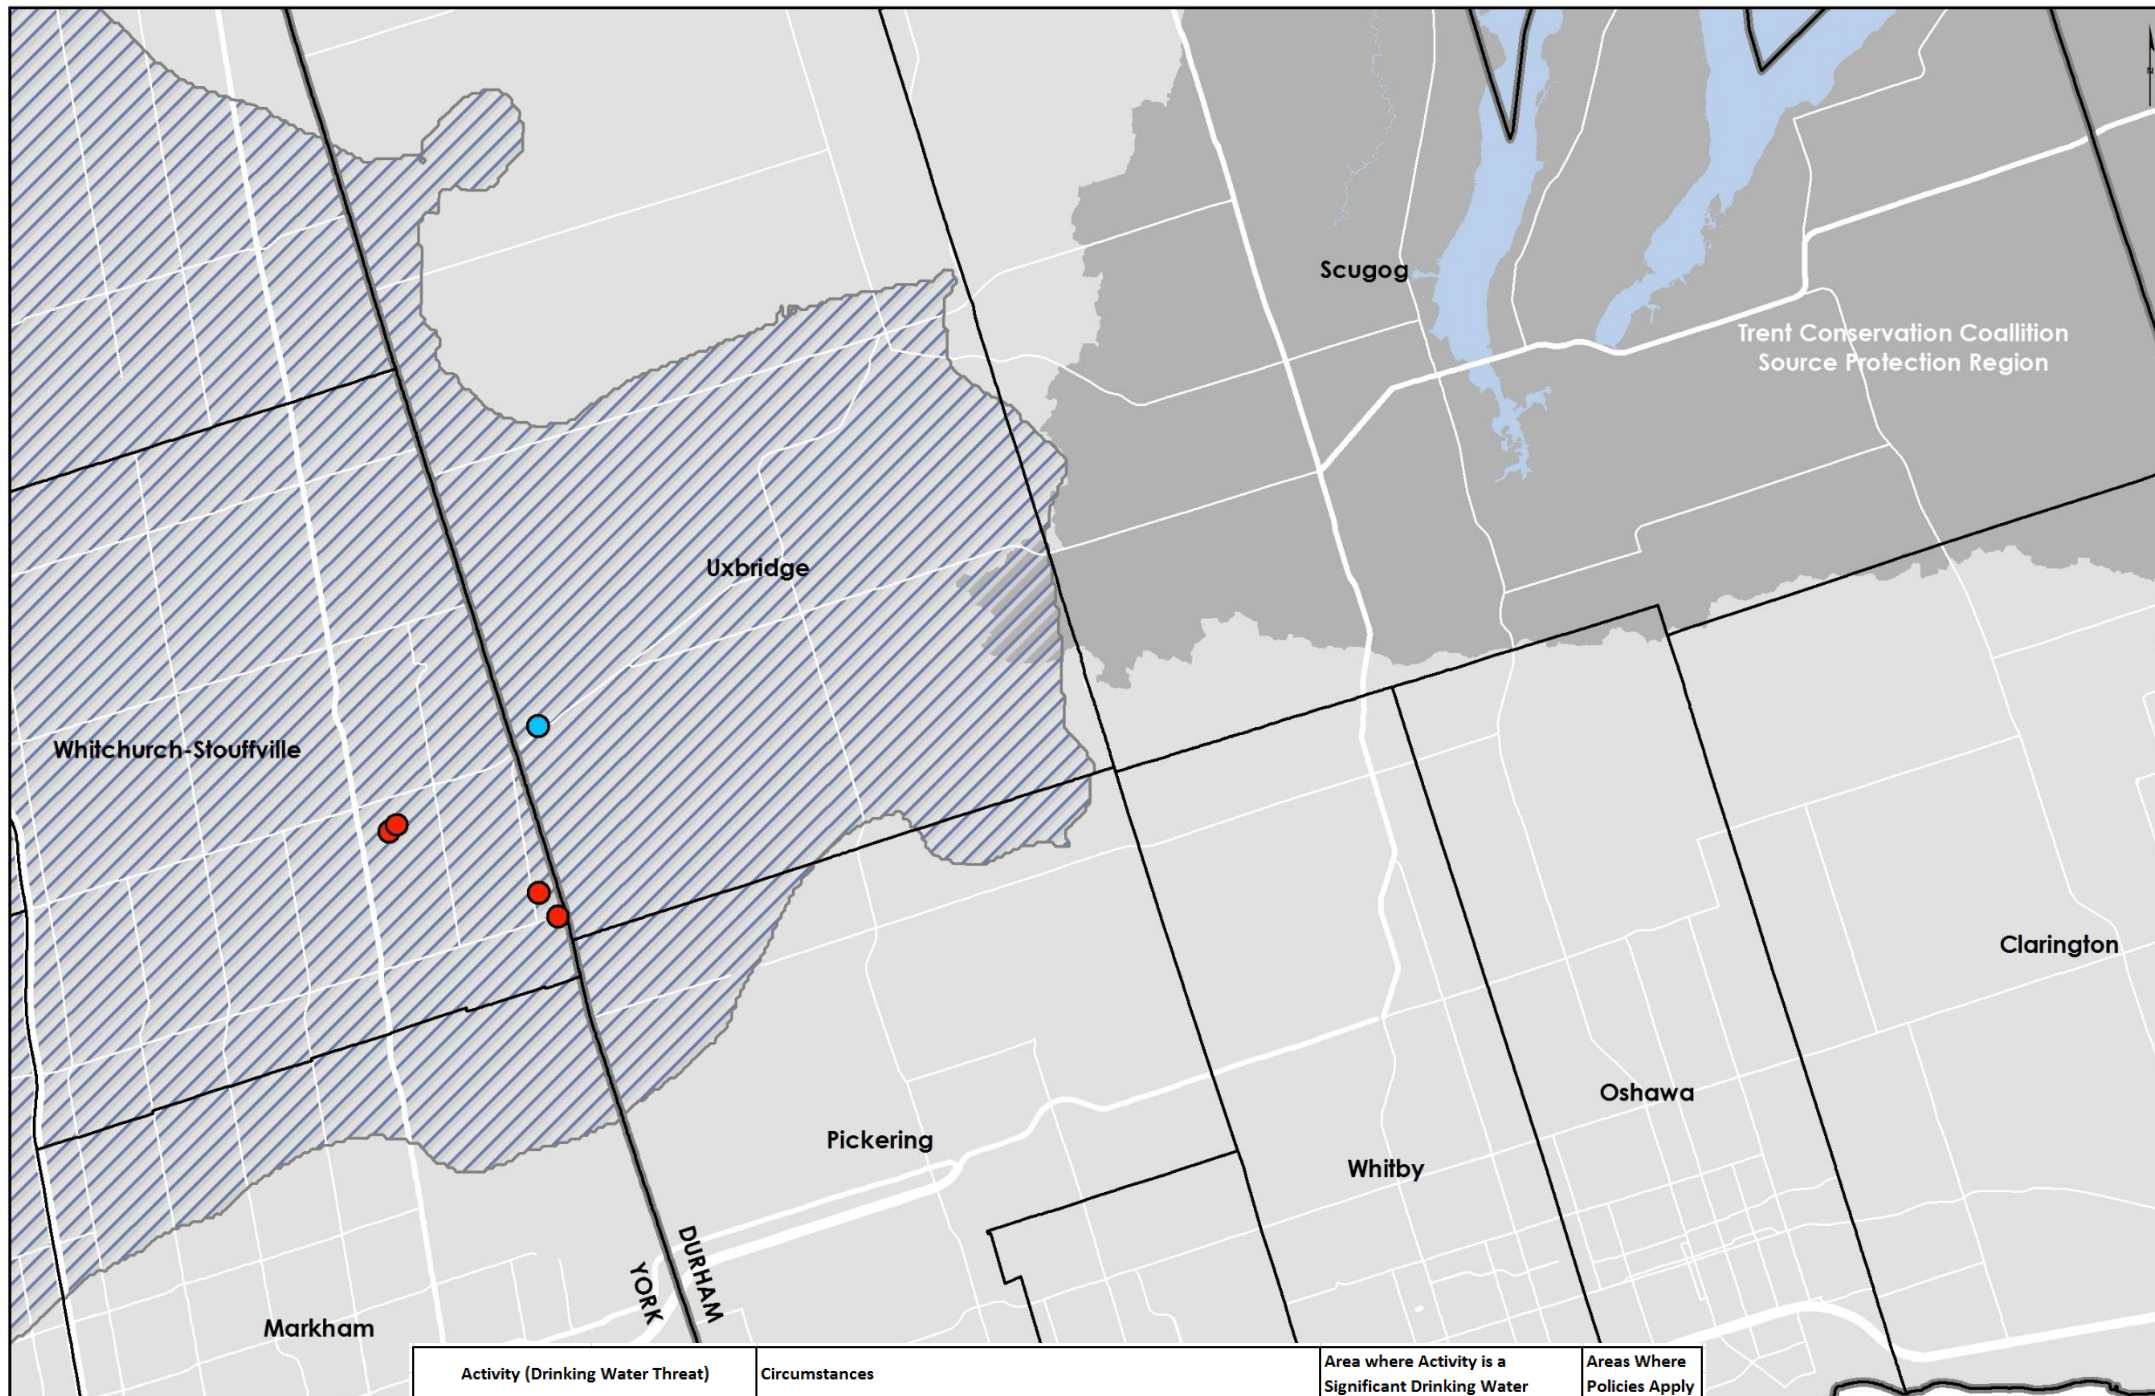 N
Scugog
Trent Conservation Coallition
Source Protection Region
Uxbridge
Whitchurch-Stouffville
Clarington
Oshawa
Pickering
Whitby
DURHAM
YORK
Markham
Activity (Drinking Water Threat)
Circumstances
Area where Activity is a
Significant Drinking Water
Areas Where
Policies Apply